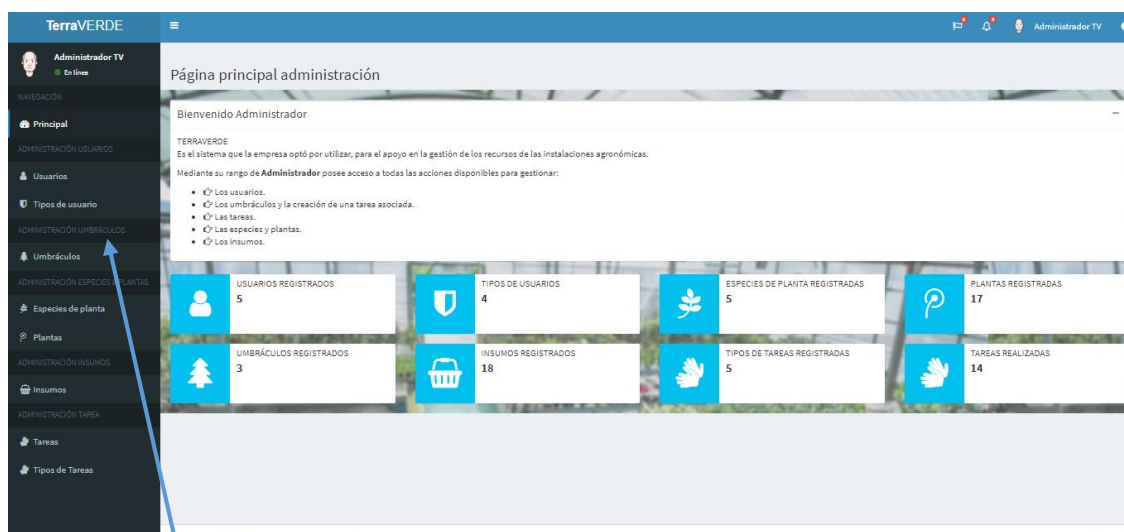 TerraVERDE
Administrador TV
Administrador TV
En línea
NAVEGACIÓN
Principal
ADMINISTRACIÓN USUARIOS
Usuarios
Tipos de usuario
ADMINISTRACIÓN UMBRÁCULOS
Umbráculos
ADMINISTRACIÓN ESPECIES & PLANTAS
Especies de planta
Plantas
ADMINISTRACIÓN INSUMOS
Insumos
ADMINISTRACIÓN TAREA
Tareas
Tipos de Tareas
Página principal administración
Bienvenido Administrador
TERRAVERDE
Es el sistema que la empresa optó por utilizar, para el apoyo en la gestión de los recursos de las instalaciones agronómicas.
Mediante su rango de Administrador posee acceso a todas las acciones disponibles para gestionar:
Los usuarios.
Los umbráculos y la creación de una tarea asociada.
Las tareas.
Las especies y plantas.
Los insumos.
USUARIOS REGISTRADOS
5
TIPOS DE USUARIOS
4
ESPECIES DE PLANTA REGISTRADAS
5
PLANTAS REGISTRADAS
17
UMBRÁCULOS REGISTRADOS
3
INSUMOS REGISTRADOS
18
TIPOS DE TAREAS REGISTRADAS
5
TAREAS REALIZADAS
14